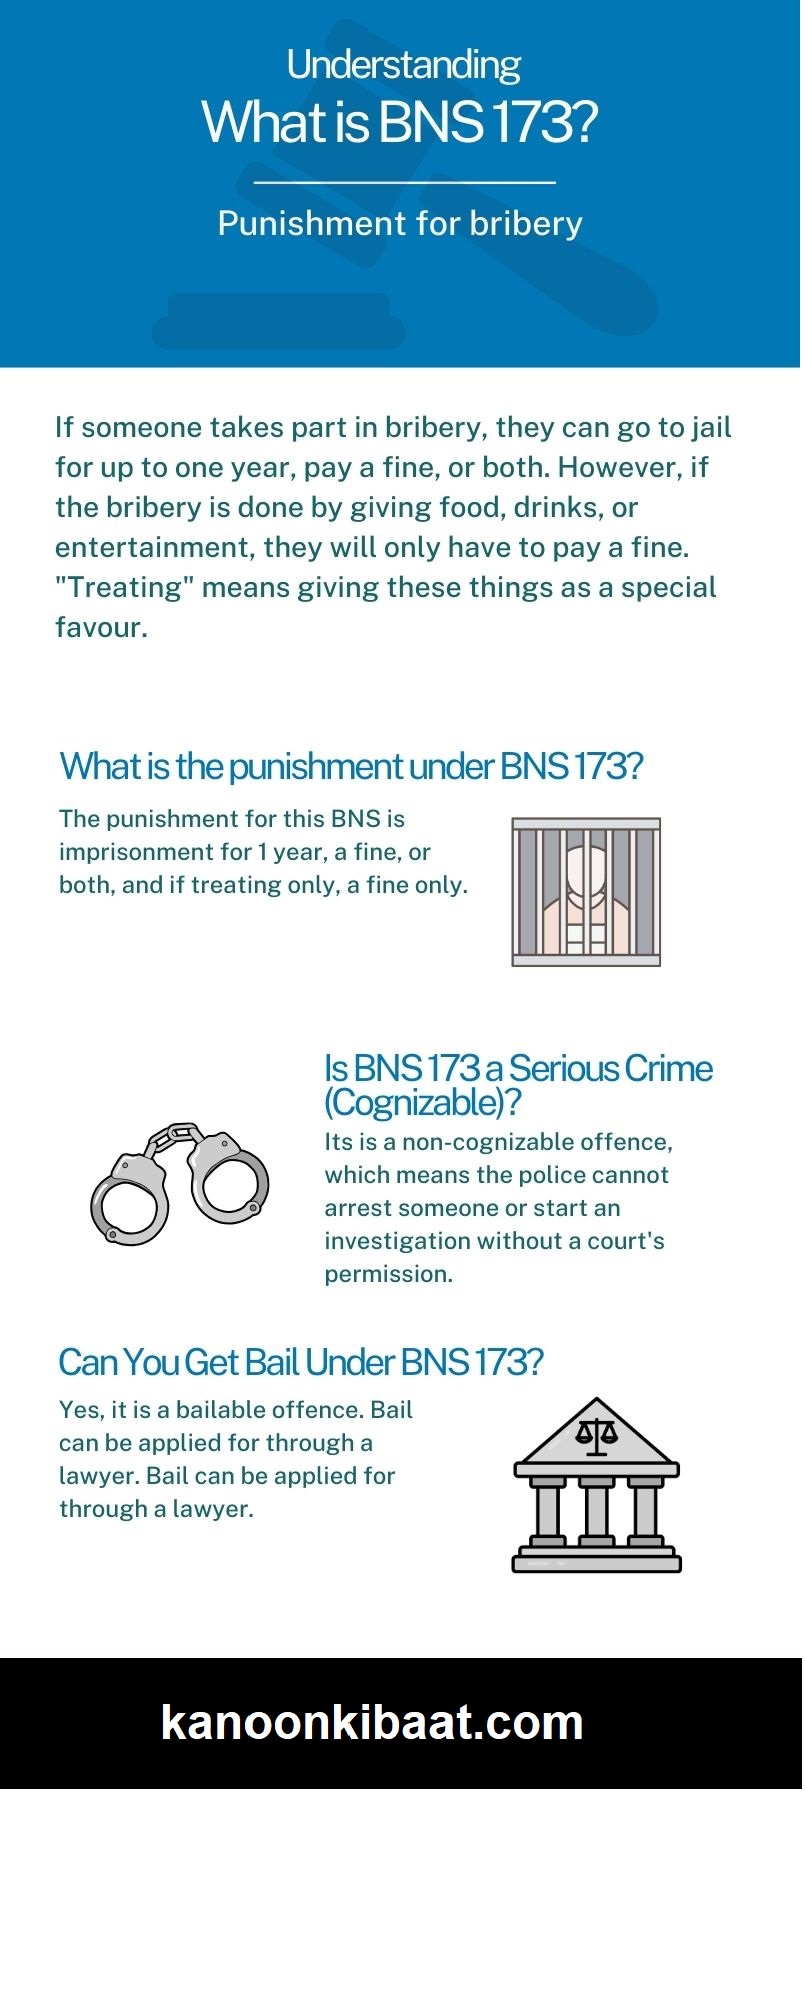 Understanding
What is BNS 173?
Punishment for bribery
If someone takes part in bribery, they can go to jail
for up to one year, pay a fine, or both. However, if
the bribery is done by giving food, drinks, or
entertainment, they will only have to pay a fine.
"Treating" means giving these things as a special
favour.
What is the punishment under BNS 173?
The punishment for this BNS is
imprisonment for 1 year, a fine, or
both, and if treating only, a fine only.
Is BNS 173 a Serious Crime
(Cognizable)?
Its is a non-cognizable offence,
which means the police cannot
arrest someone or start an
investigation without a court's
permission.
Can You Get Bail Under BNS 173?
Yes, it is a bailable offence. Bail
can be applied for through a
lawyer. Bail can be applied for
through a lawyer.
kanoonkibaat.com